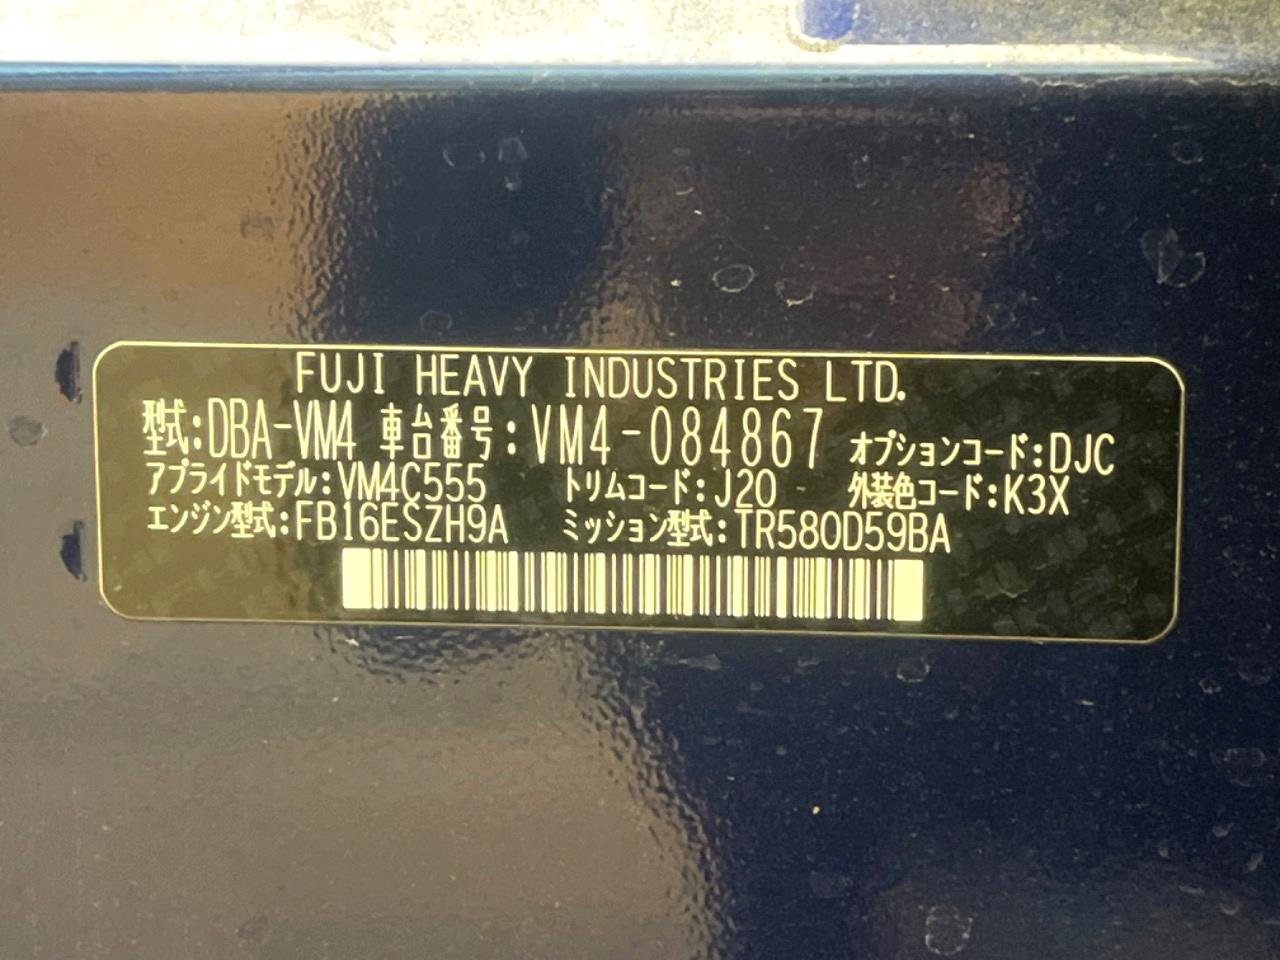 FUJI HEAVY INDUSTRIES LTD.
型式:DBA-VM4 車台番号:VM4-084867 オプションコード:DJC
アプライドモデル:VM4C555 トリムコード:J20 外装色コード:K3X
エンジン型式:FB16ESZH9A ミッション型式:TR580D59BA